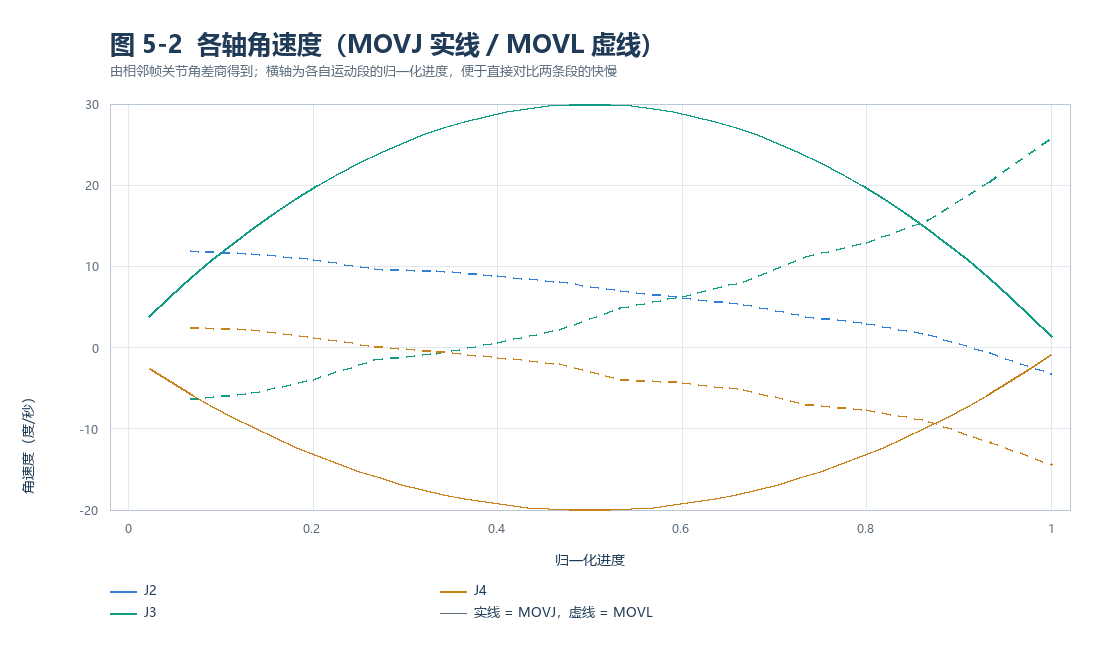 图 5-2 各轴角速度（MOVJ 实线 / MOVL 虚线）
由相邻帧关节角差商得到；横轴为各自运动段的归一化进度，便于直接对比两条段的快慢
30
20
10
0
-10
-20
角速度（度/秒）
0 0.2 0.4 0.6 0.8 1
归一化进度
J2
J4
J3
实线 = MOVJ，虚线 = MOVL